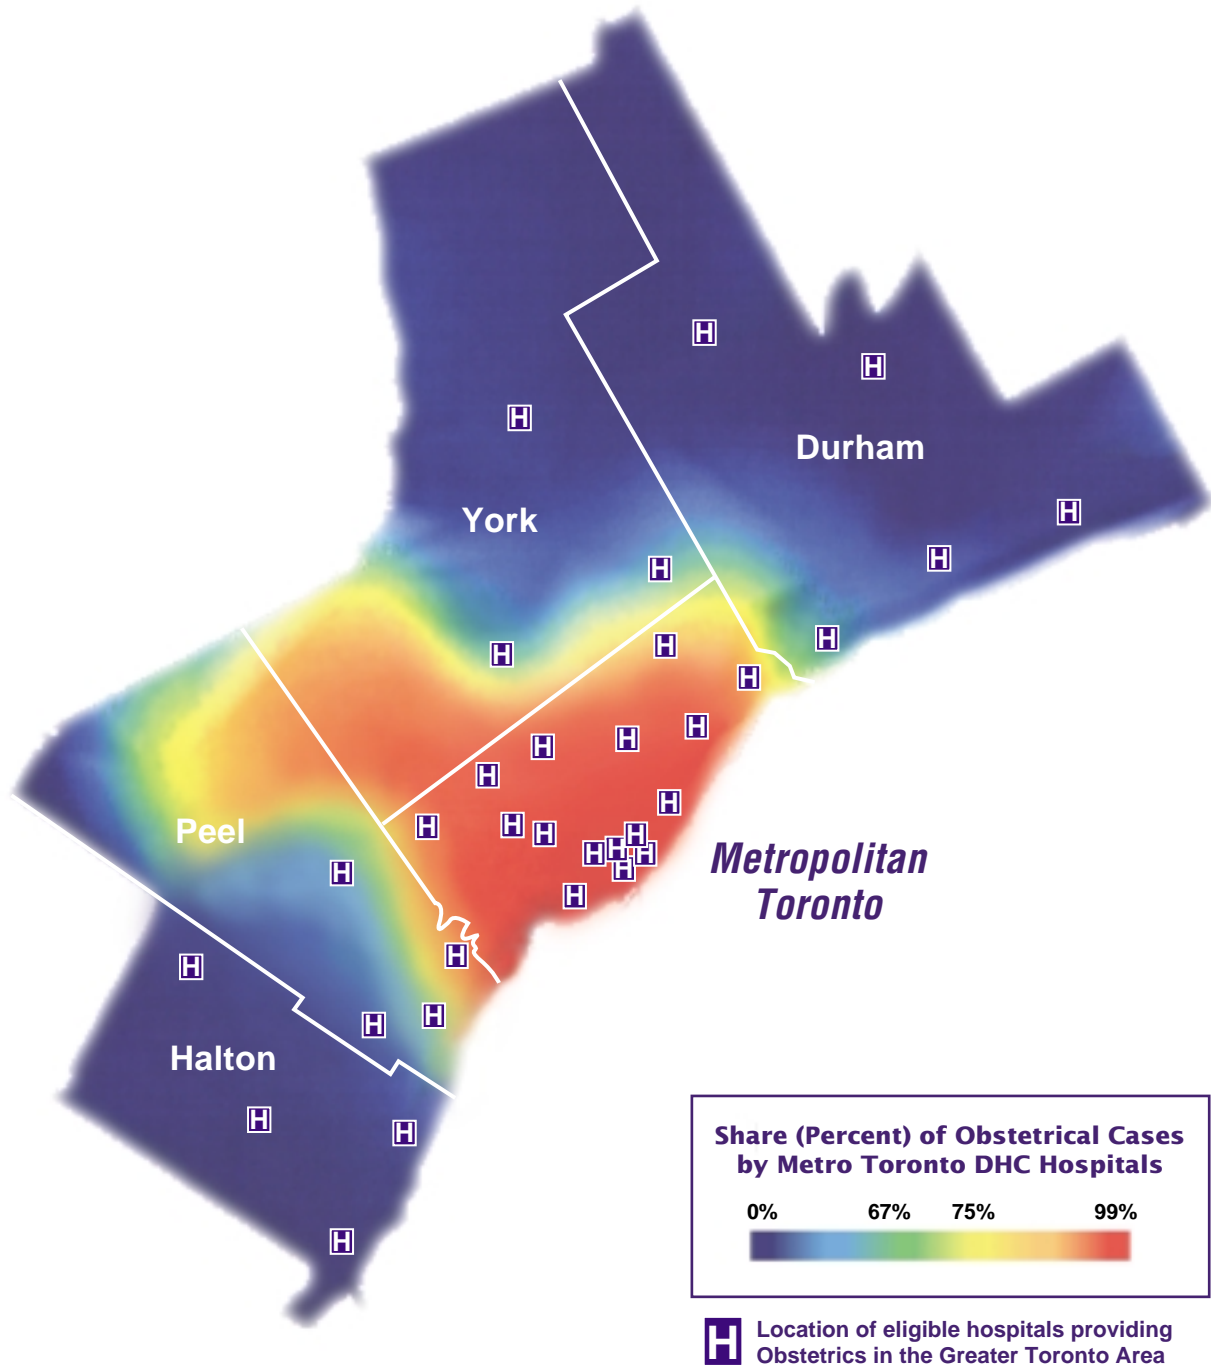 H
H
H
Durham
York
H
H
H
H
H
H
H
H
H
H
H
H
H
H
Peel
H
H
H
H
H
H
H
Metropolitan
Toronto
H
H
H
H
H
H
H
Halton
H
H
H
Share (Percent) of Obstetrical Cases
by Metro Toronto DHC Hospitals
0% 67% 75% 99%
H Location of eligible hospitals providing
Obstetrics in the Greater Toronto Area